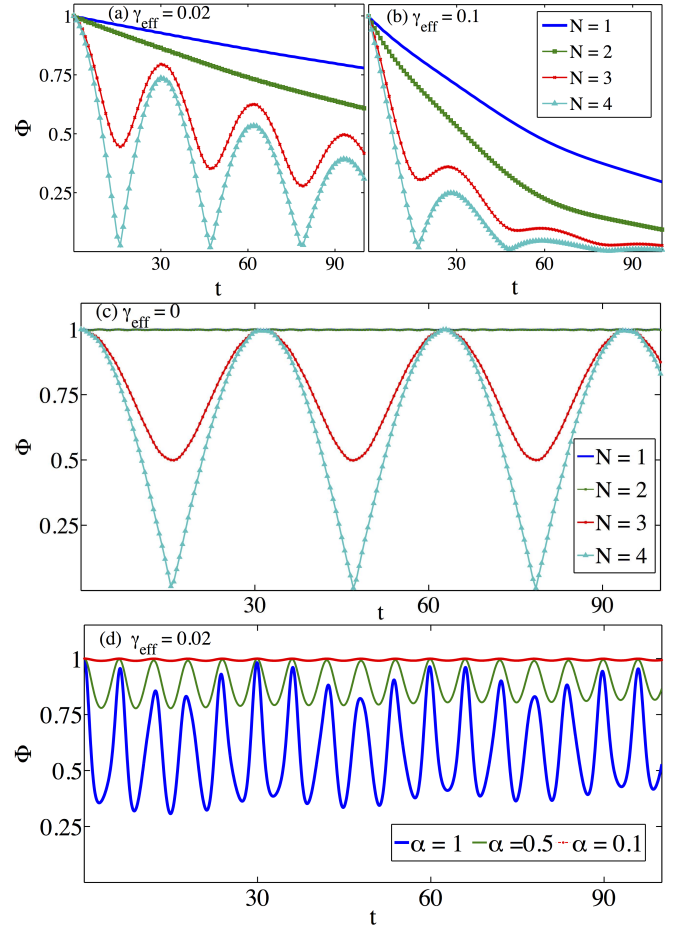 (a) γeff = 0.02
(b) γeff = 0.1
1
0.75
0.5
0.25
Φ
30
60
90
t
N = 1
N = 2
N = 3
N = 4
30
60
90
t
(c) γeff = 0
1
0.75
0.5
0.25
Φ
N = 1
N = 2
N = 3
N = 4
30
60
90
t
(d) γeff = 0.02
1
0.75
0.5
0.25
Φ
α = 1
α =0.5
α = 0.1
30
60
90
t